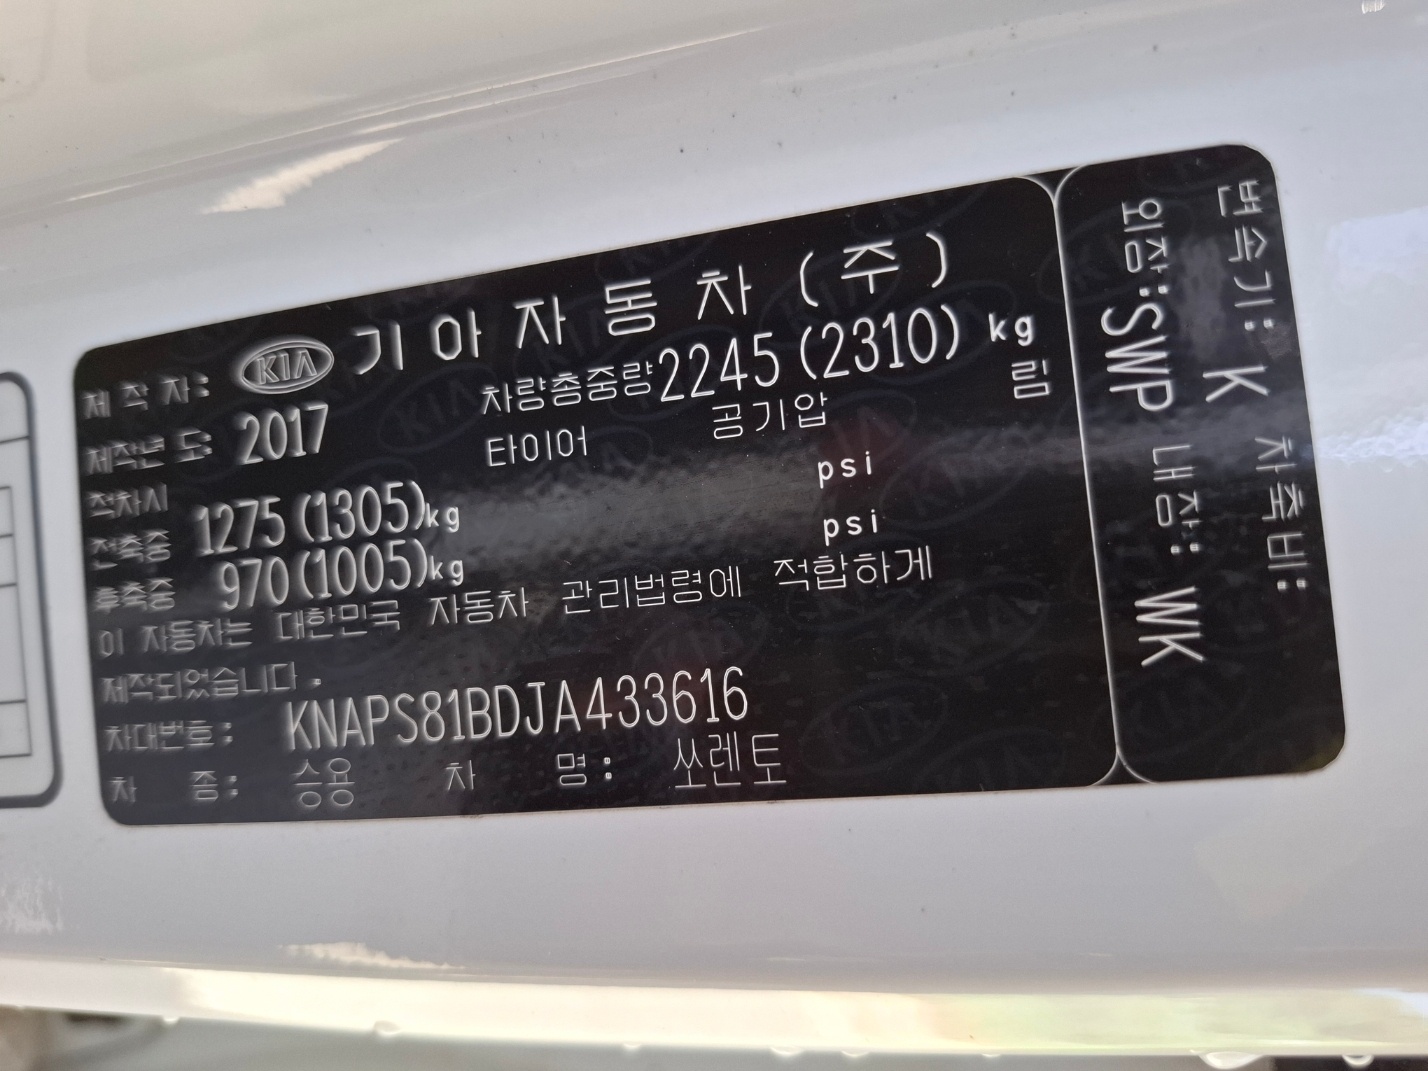 제 작 자: KIA 기 아 자 동 차 (주)
제작년 도: 2017 차량총중량 2245 (2310) kg
적차시 타이어 공기압 림
전축중 1275 (1305)kg psi
후축중 970 (1005)kg psi
이 자동차는 대한민국 자동차 관리법령에 적합하게
제작되었습니다.
차대번호: KNAPS81BDJA433616
차 종: 승용 차 명: 쏘렌토
변속기: K 차축비:
외장:SWP 내장: WK